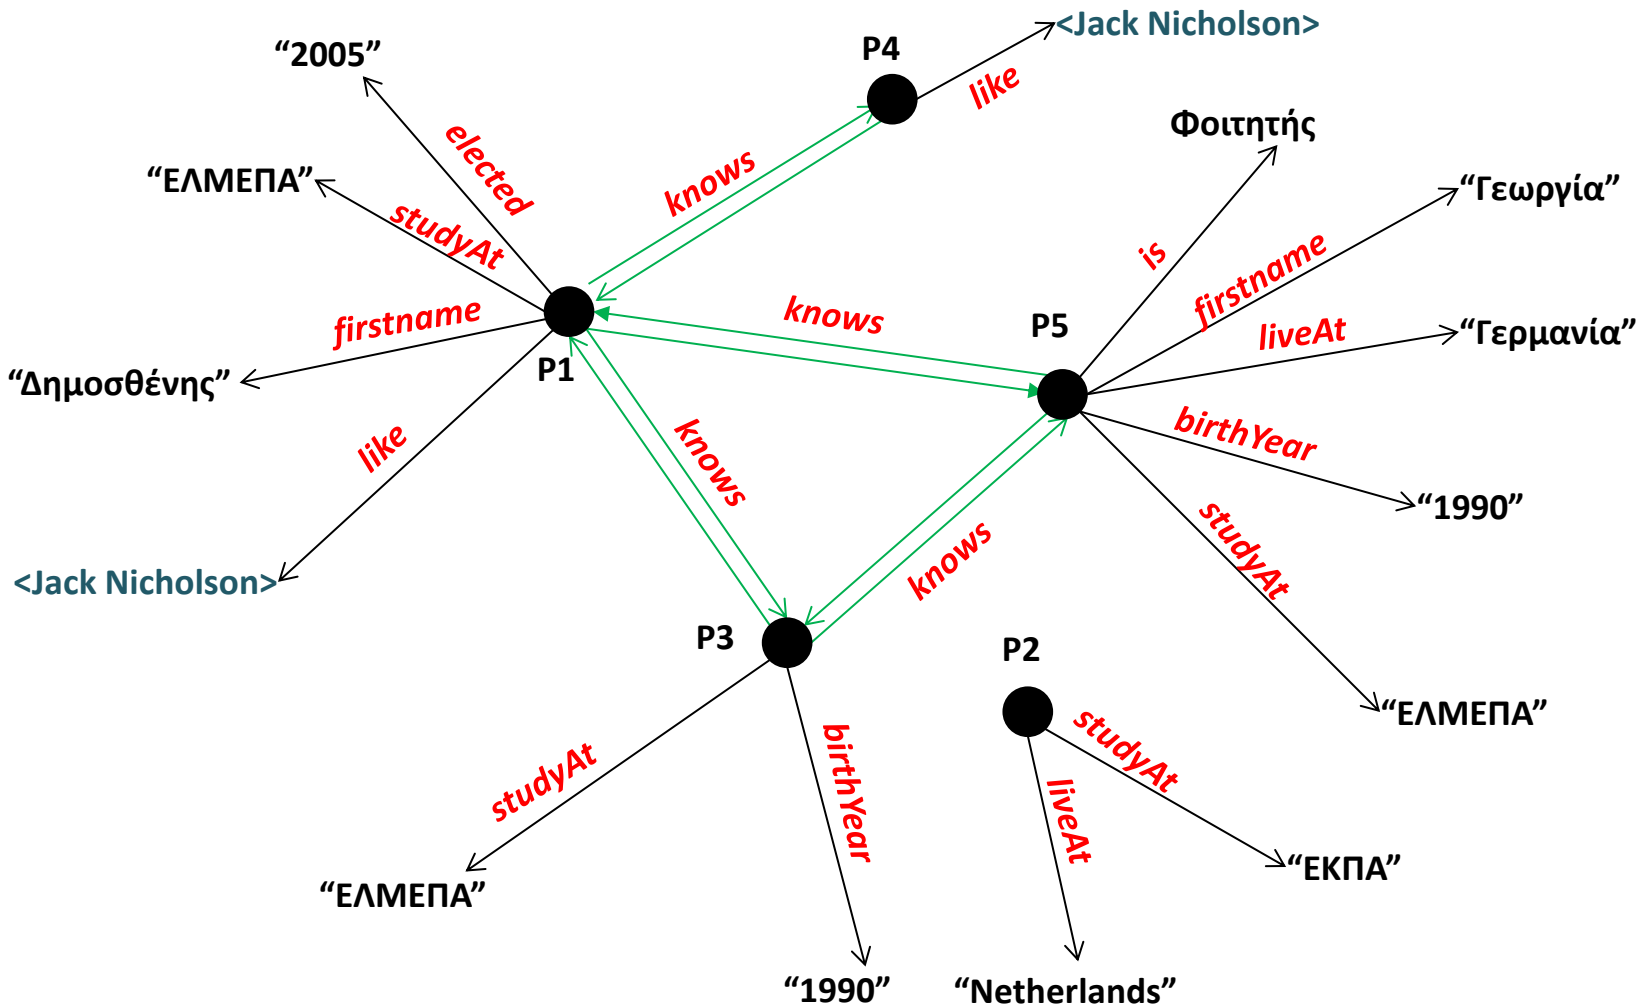 <Jack Nicholson>
P4
“2005”
like
Φοιτητής
elected
knows
“ΕΛΜΕΠΑ”
“Γεωργία”
studyAt
is
firstname
firstname
knows
P5
liveAt
“Γερμανία”
P1
“Δημοσθένης”
birthYear
like
knows
“1990”
studyAt
knows
<Jack Nicholson>
P3
P2
“ΕΛΜΕΠΑ”
studyAt
studyAt
birthYear
liveAt
“ΕΚΠΑ”
“ΕΛΜΕΠΑ”
“1990”
“Netherlands”